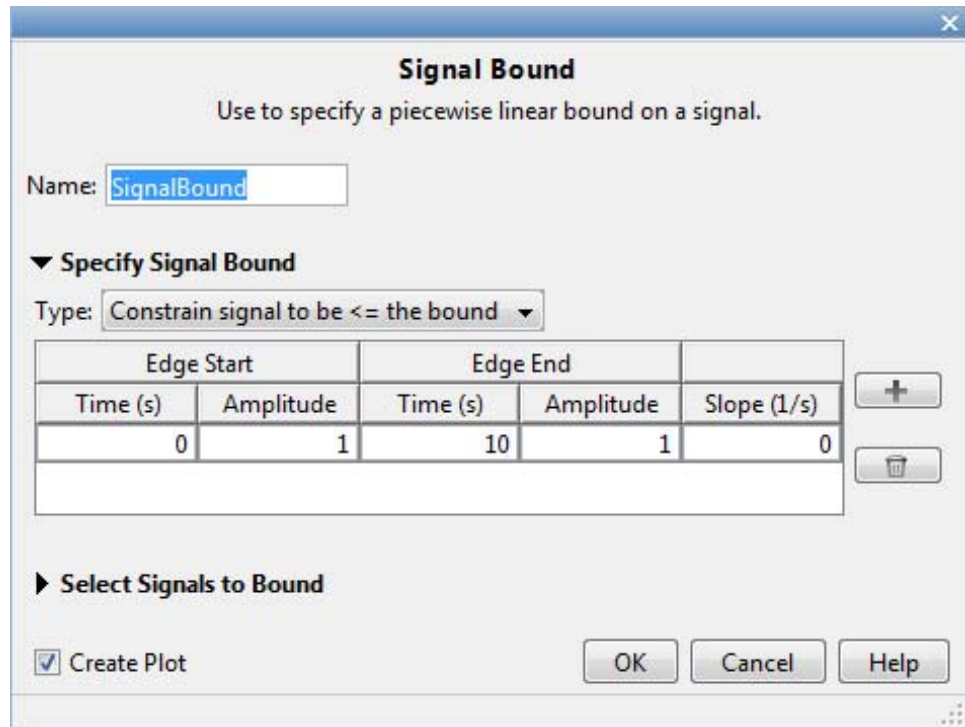 Signal Bound
Use to specify a piecewise linear bound on a signal.
Name: SignalBound
Specify Signal Bound
Type: Constrain signal to be <= the bound
Edge Start Edge End
Time (s) Amplitude Time (s) Amplitude Slope (1/s)
0 1 10 1 0
Select Signals to Bound
Create Plot OK Cancel Help